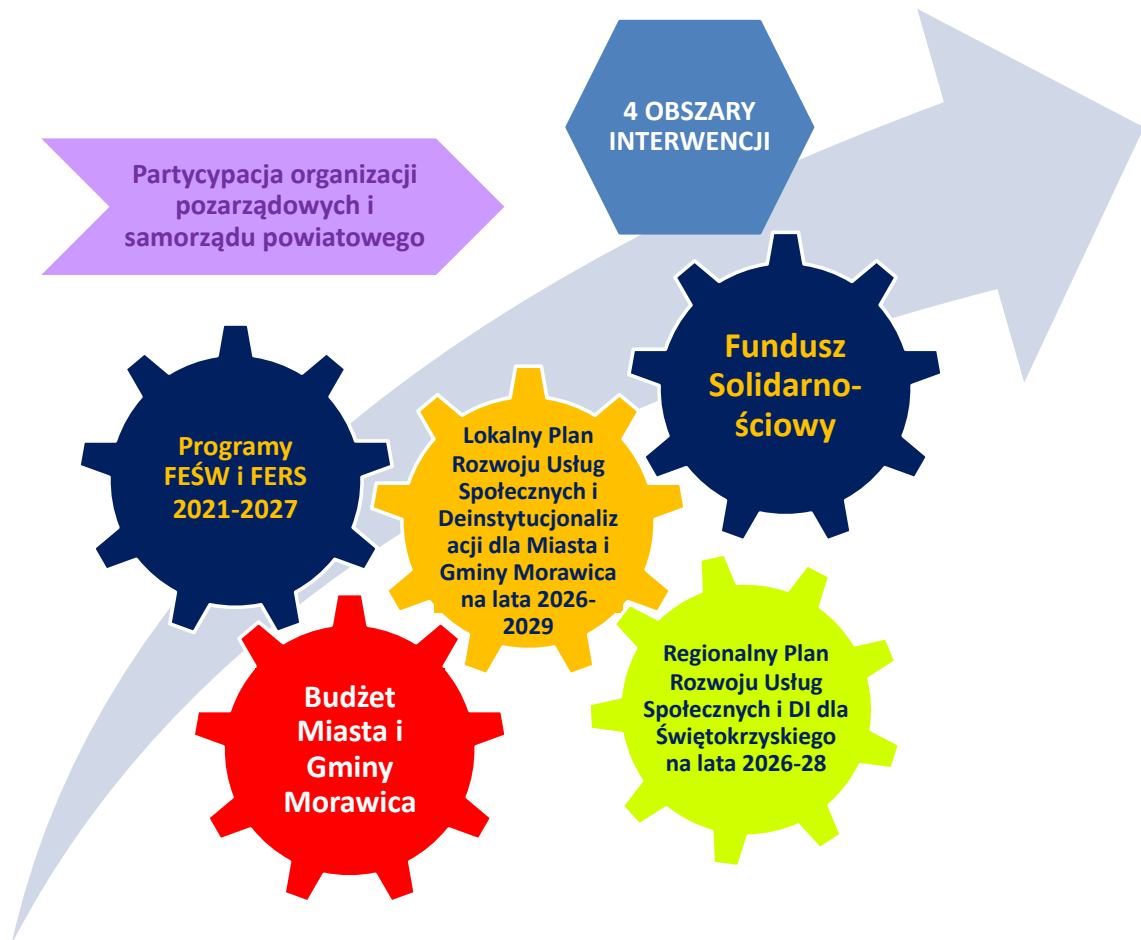 4 OBSZARY
INTERWENCJI
Partycypacja organizacji
pozarządowych i
samorządu powiatowego
Fundusz
Solidarno-
ściowy
Programy
FEŚW i FERS
2021-2027
Lokalny Plan
Rozwoju Usług
Społecznych i
Deinstytucjonaliz
acji dla Miasta i
Gminy Morawica
na lata 2026-
2029
Budżet
Miasta i
Gminy
Morawica
Regionalny Plan
Rozwoju Usług
Społecznych i DI dla
Świętokrzyskiego
na lata 2026-28